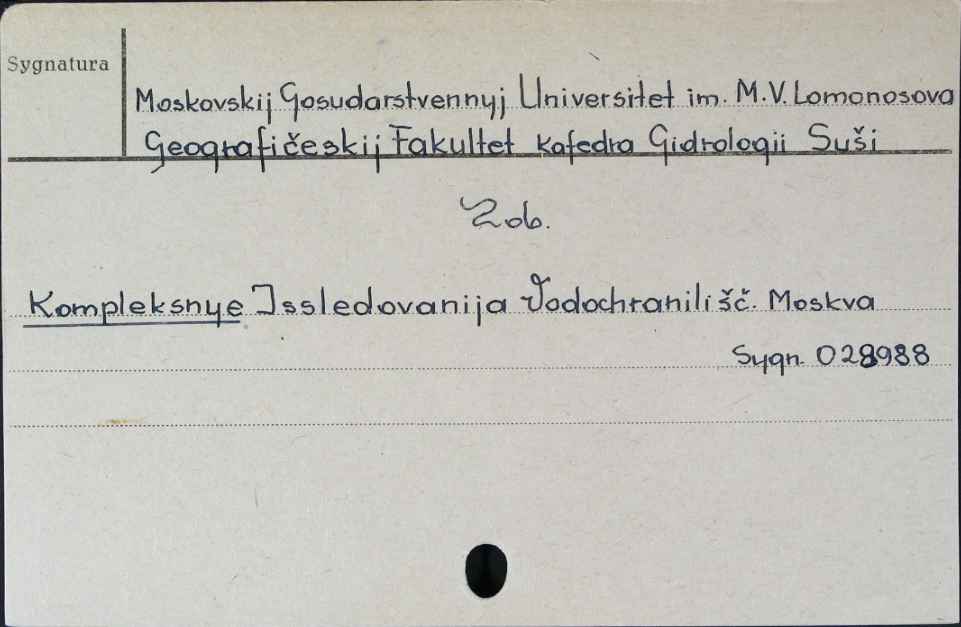 Sygnatura
Moskovskij Gosudarstvennyj Universitet im. M.V. Lomonosova
Geografičeskij Fakultet Kafedra Gidrologii Suši
Zob.
Kompleksnye Issledovanija Vodochranilišč. Moskva
Sygn. 028988